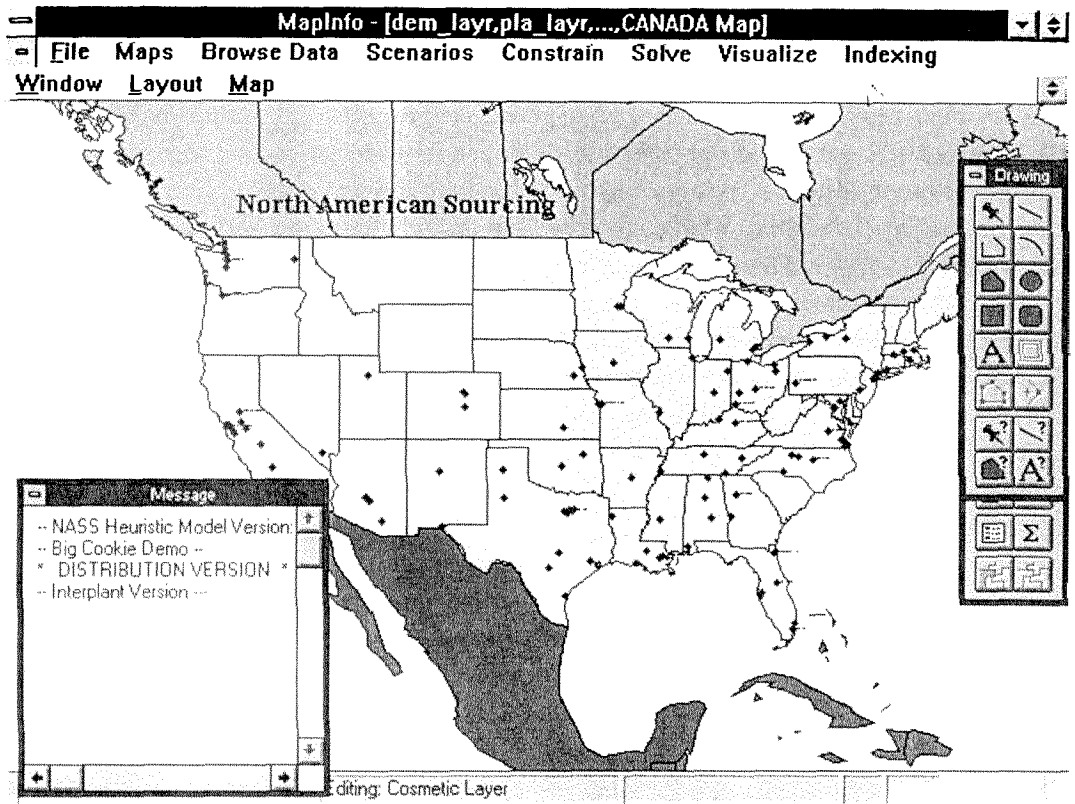 MapInfo - [dem_layr,pla_layr,...,CANADA Map]
File Maps Browse Data Scenarios Constrain Solve Visualize Indexing
Window Layout Map
North American Sourcing
Drawing
A
? ?
? A?
Σ
Message
-- NASS Heuristic Model Version:
-- Big Cookie Demo --
* DISTRIBUTION VERSION *
-- Interplant Version ---
diting: Cosmetic Layer